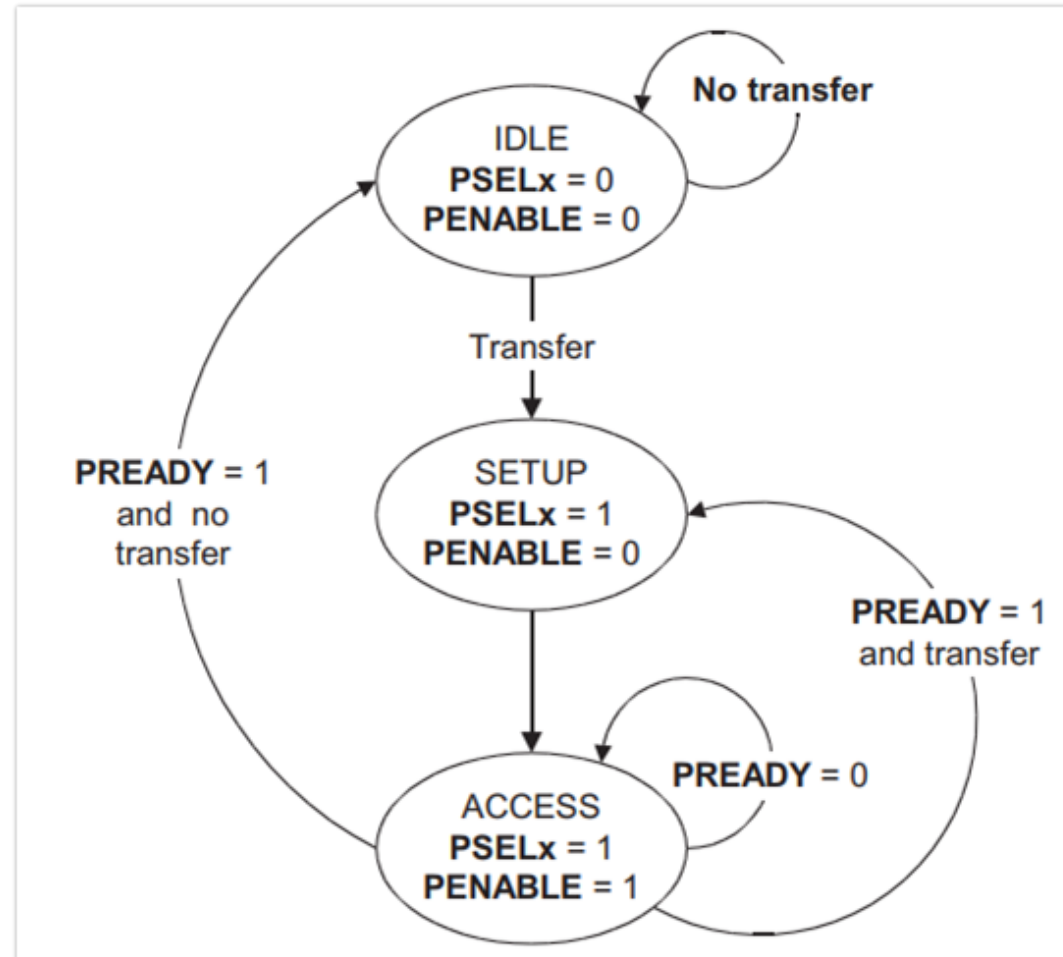 No transfer
IDLE
PSELx = 0
PENABLE = 0
Transfer
SETUP
PSELx = 1
PENABLE = 0
PREADY = 1
and no
transfer
PREADY = 1
and transfer
PREADY = 0
ACCESS
PSELx = 1
PENABLE = 1